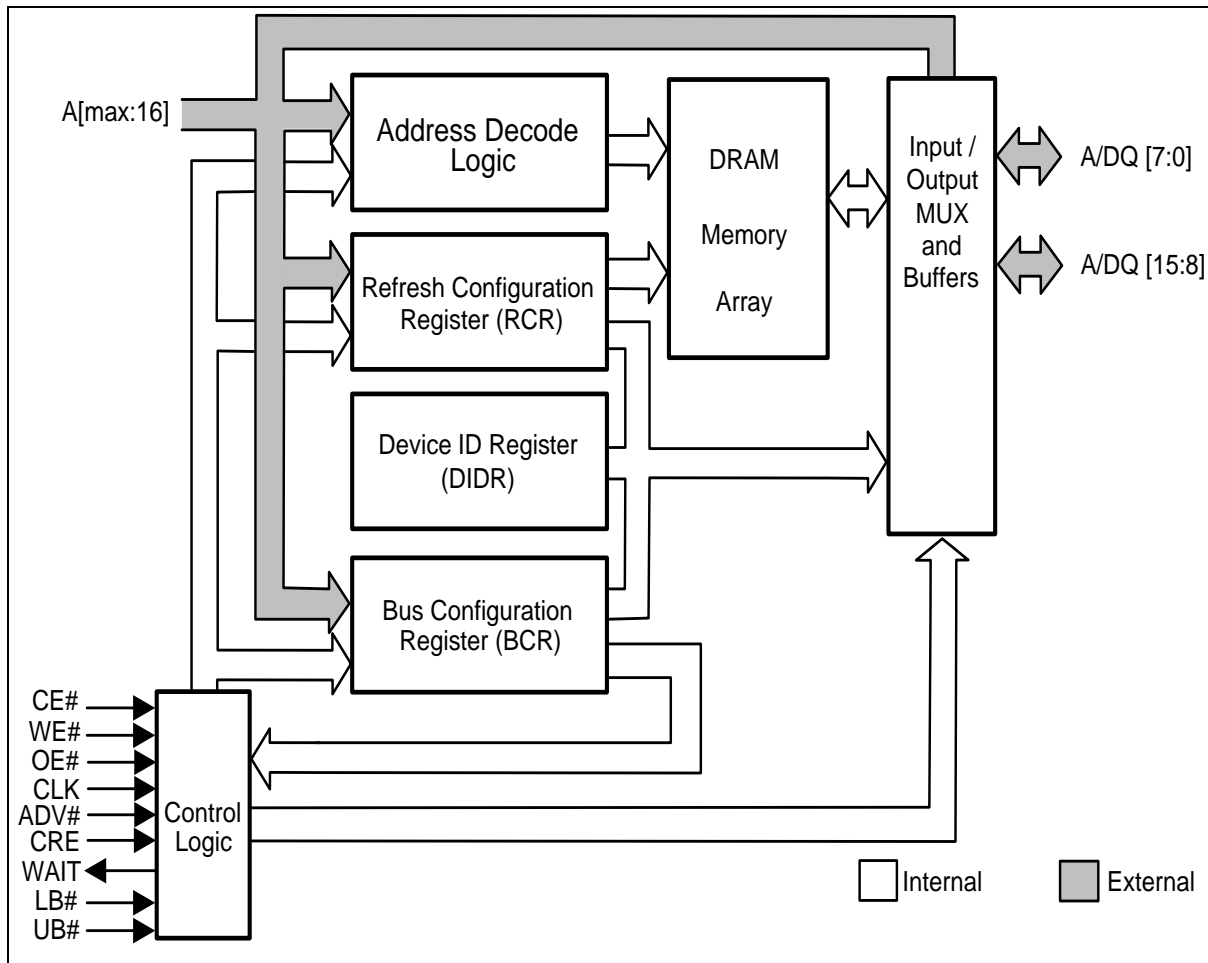 A[max:16]
Address Decode
Logic
DRAM
Memory
Array
Input /
Output
MUX
and
Buffers
A/DQ [7:0]
A/DQ [15:8]
Refresh Configuration
Register (RCR)
Device ID Register
(DIDR)
Bus Configuration
Register (BCR)
CE#
WE#
OE#
CLK
ADV#
CRE
WAIT
LB#
UB#
Control
Logic
Internal
External